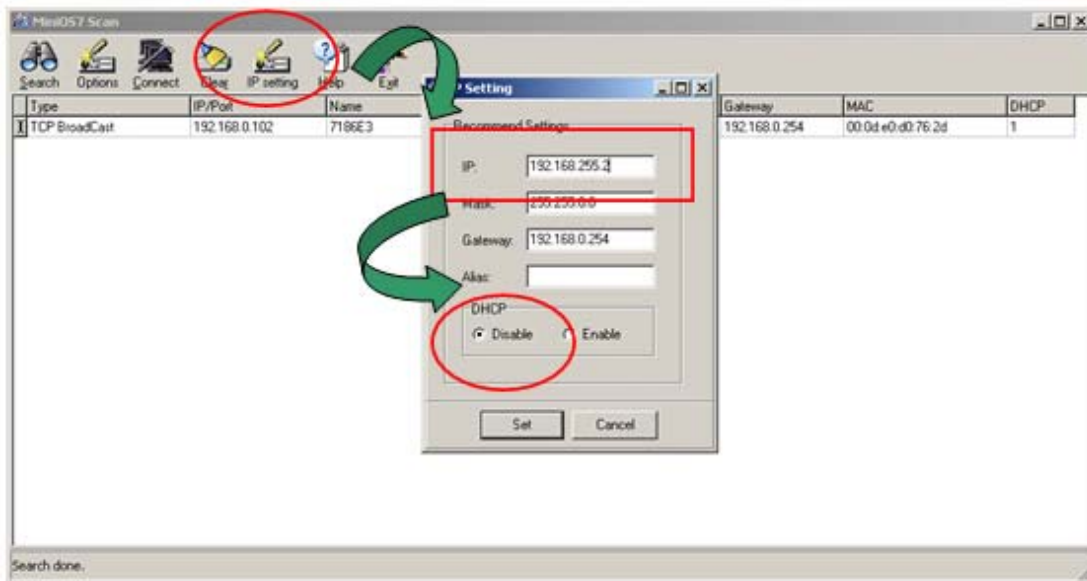 MiniOS7 Scan
Search Options Connect Clear IP setting Help Exit
Type IP/Port Name Gateway MAC DHCP
TCP BroadCast 192.168.0.102 7186E3 192.168.0.254 00:0d:e0:d0:76:2d 1
Setting
Recommend Settings
IP: 192.168.255.2
Mask: 255.255.0.0
Gateway: 192.168.0.254
Alias:
DHCP
Disable Enable
Set Cancel
Search done.